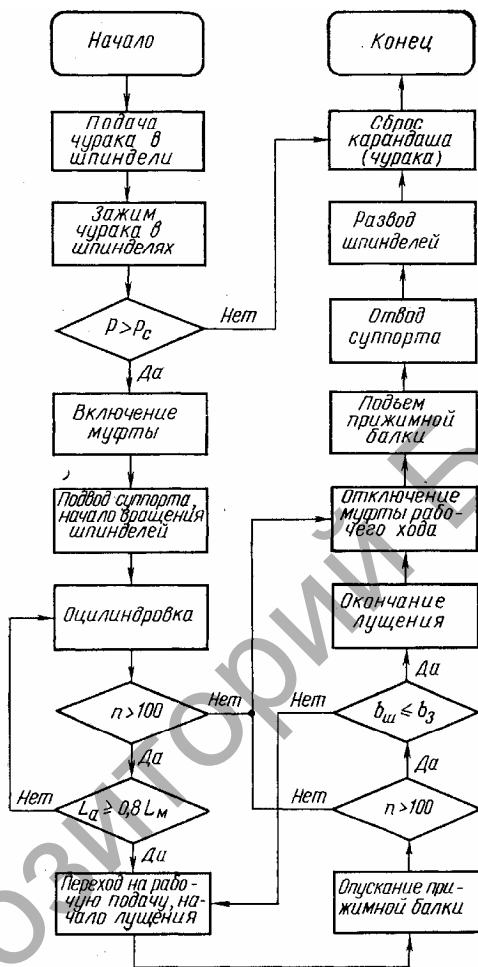 Начало
Подача
чурака в
шпиндели
Зажим
чурака в
шпинделях
P > Pс
Нет
Да
Включение
муфты
Подвод суппорта,
начало вращения
шпинделей
Оцилиндровка
n > 100
Нет
Да
Lа ≥ 0,8 Lм
Нет
Да
Переход на рабо-
чую подачу, на-
чало лущения
Опускание при-
жимной балки
n > 100
Нет
Да
bш ≤ bз
Нет
Да
Окончание
лущения
Отключение
муфты рабо-
чего хода
Подъем
прижимной
балки
Отвод
суппорта
Развод
шпинделей
Сброс
карандаша
(чурака)
Конец
озиторий Б